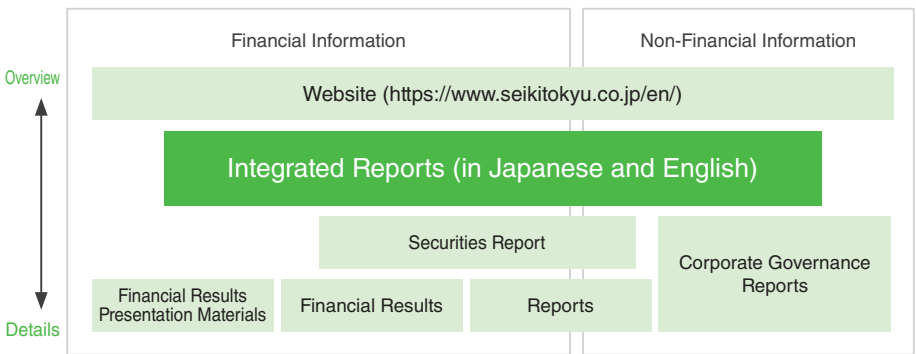 Financial Information
Non-Financial Information
Overview
Website (https://www.seikitokyu.co.jp/en/)
Integrated Reports (in Japanese and English)
Securities Report
Corporate Governance
Reports
Financial Results
Presentation Materials
Financial Results
Reports
Details